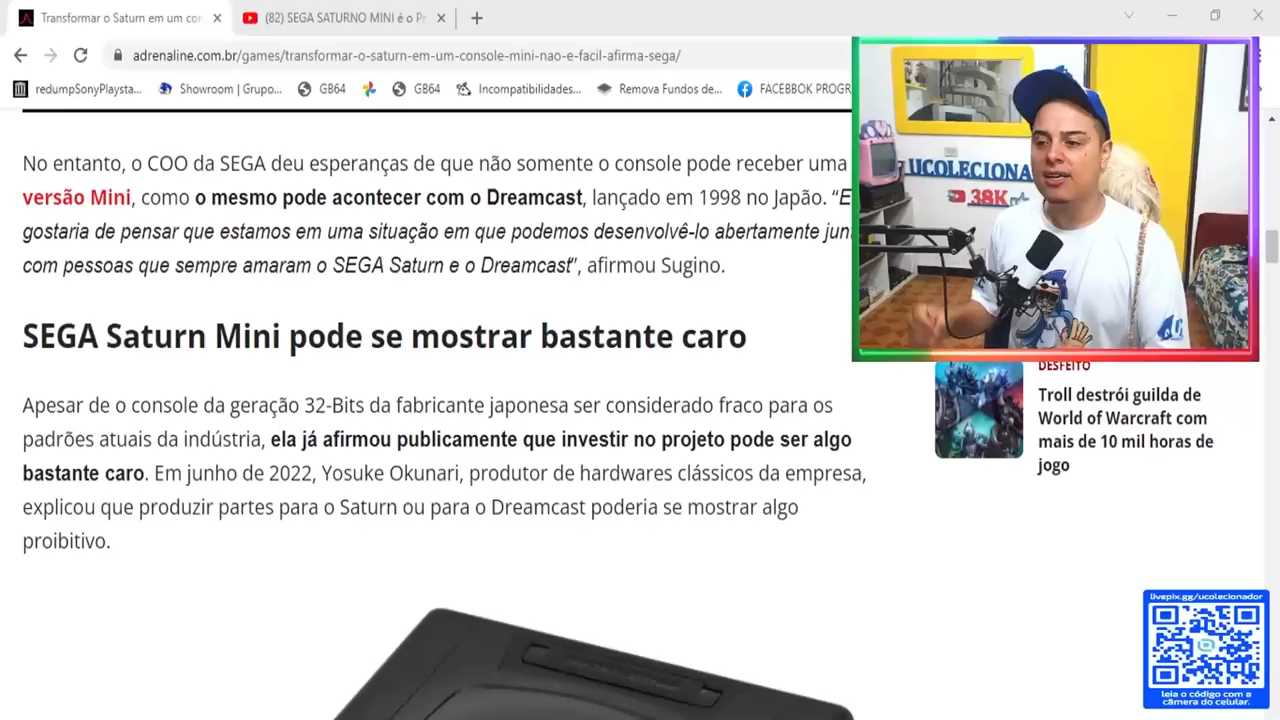 Transformar o Saturn em um con
(82) SEGA SATURNO MINI é o Pr
adrenaline.com.br/games/transformar-o-saturn-em-um-console-mini-nao-e-facil-afirma-sega/
redumpSonyPlaysta...
Showroom | Grupo...
GB64
GB64
Incompatibilidades...
Remova Fundos de...
FACEBBOK PROGR
UCOLECIONA
38K
No entanto, o COO da SEGA deu esperanças de que não somente o console pode receber uma
versão Mini, como o mesmo pode acontecer com o Dreamcast, lançado em 1998 no Japão. “E
gostaria de pensar que estamos em uma situação em que podemos desenvolvê-lo abertamente junt
com pessoas que sempre amaram o SEGA Saturn e o Dreamcast”, afirmou Sugino.
SEGA Saturn Mini pode se mostrar bastante caro
Apesar de o console da geração 32-Bits da fabricante japonesa ser considerado fraco para os
padrões atuais da indústria, ela já afirmou publicamente que investir no projeto pode ser algo
bastante caro. Em junho de 2022, Yosuke Okunari, produtor de hardwares clássicos da empresa,
explicou que produzir partes para o Saturn ou para o Dreamcast poderia se mostrar algo
proibitivo.
DESFEITO
Troll destrói guilda de
World of Warcraft com
mais de 10 mil horas de
jogo
livepix.gg/ucolecionador
leia o código com a
câmera do celular.